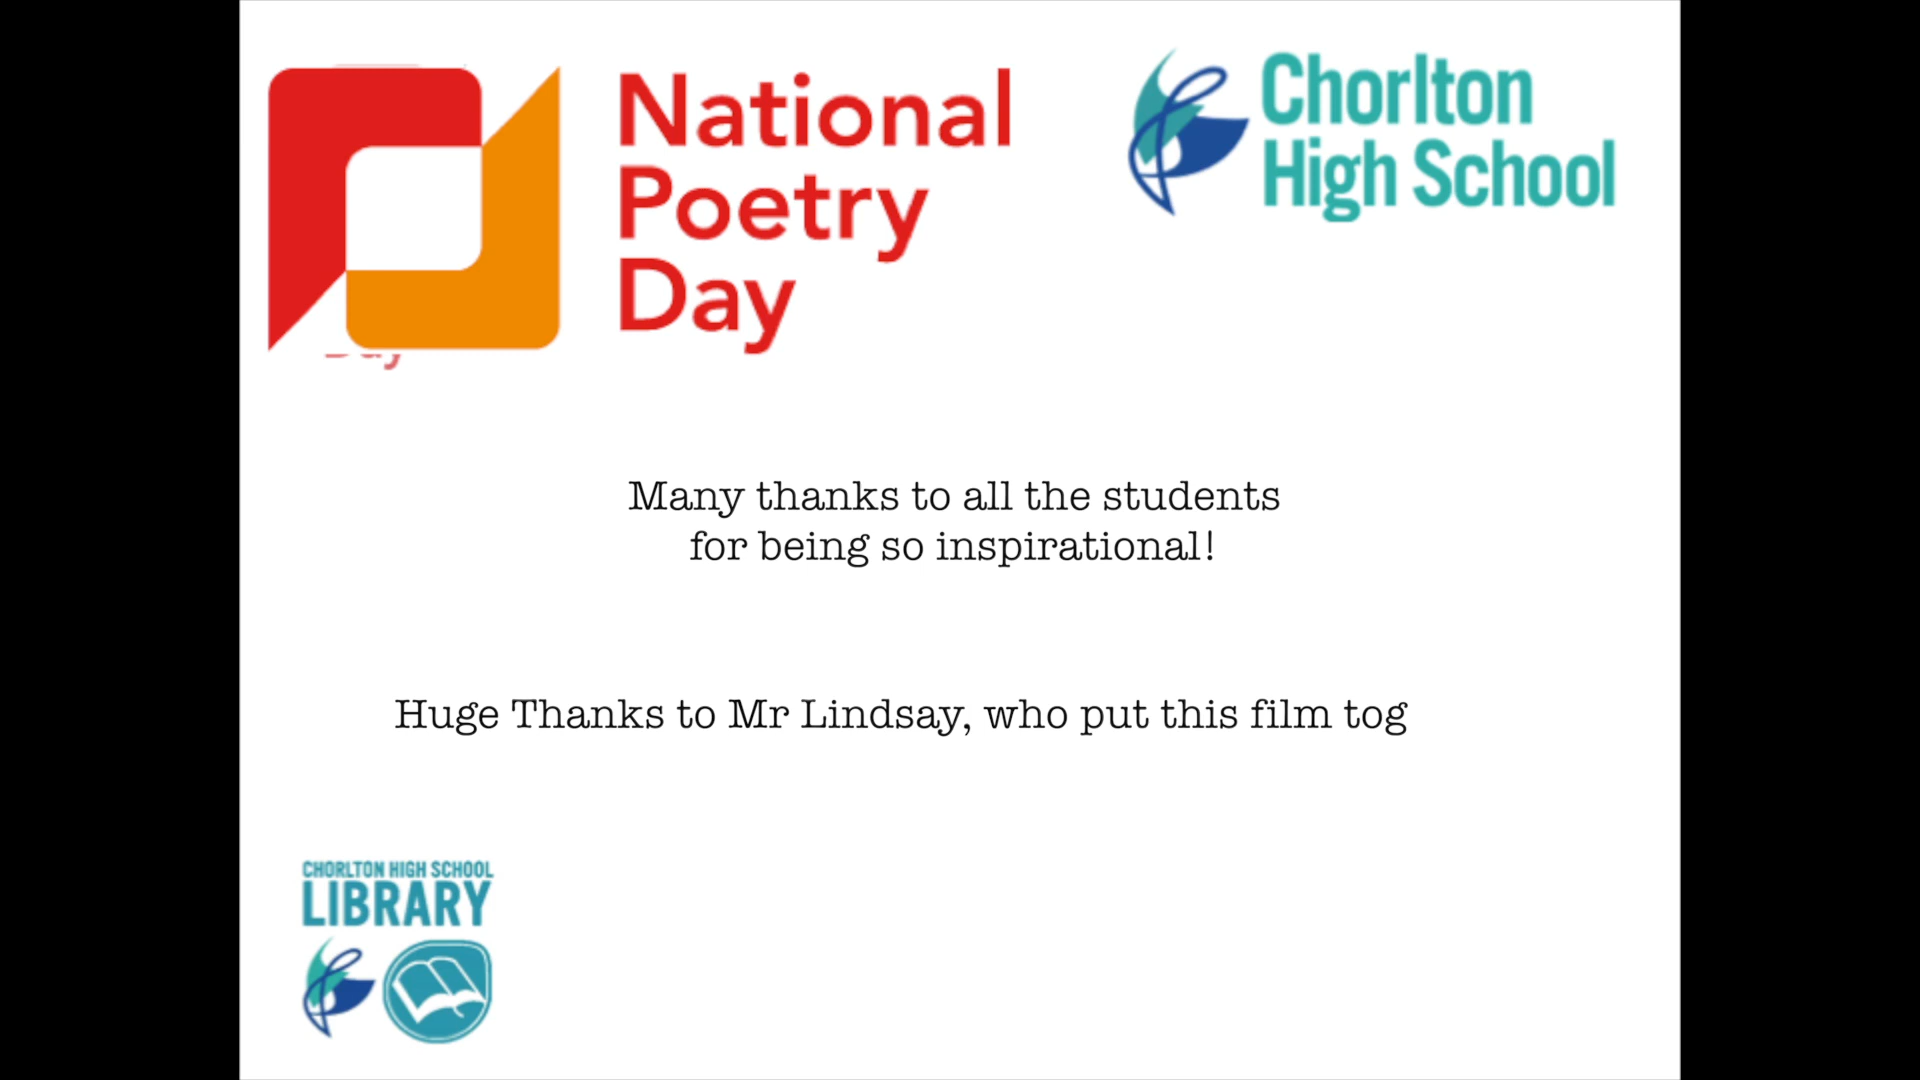 National
Poetry
Day
Chorlton
High School
Day
Many thanks to all the students
for being so inspirational!
Huge Thanks to Mr Lindsay, who put this film tog
CHORLTON HIGH SCHOOL
LIBRARY